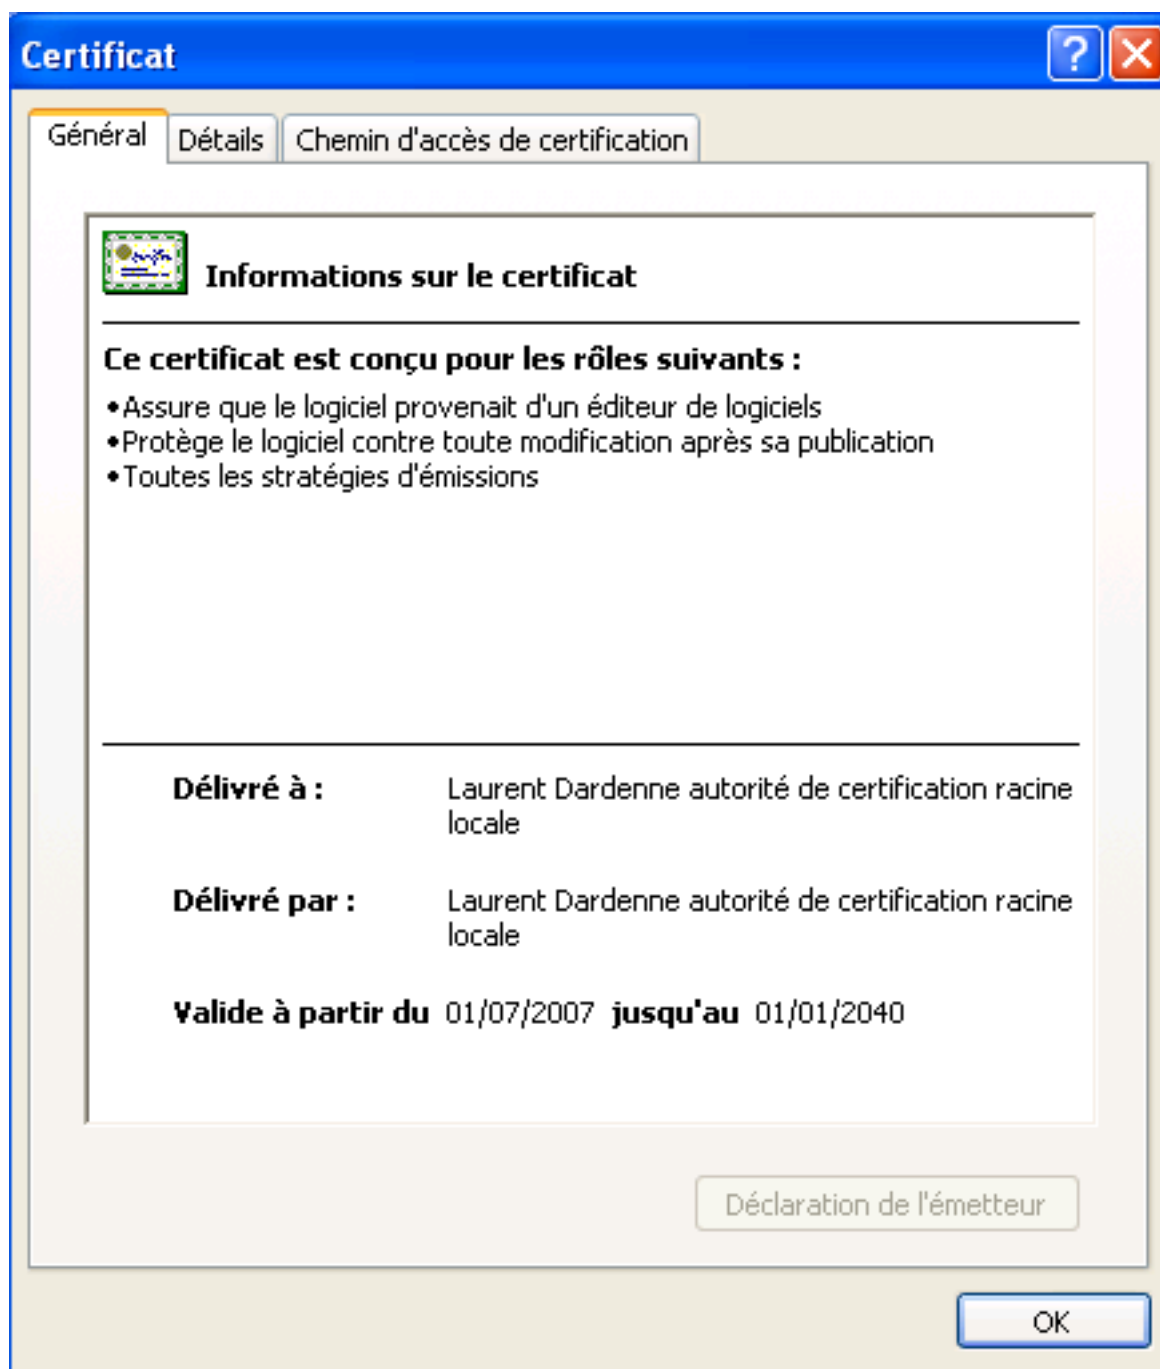 Certificat
Général
Détails
Chemin d'accès de certification
Informations sur le certificat
Ce certificat est conçu pour les rôles suivants :
•Assure que le logiciel provenait d'un éditeur de logiciels
•Protège le logiciel contre toute modification après sa publication
•Toutes les stratégies d'émissions
Délivré à : Laurent Dardenne autorité de certification racine
locale
Délivré par : Laurent Dardenne autorité de certification racine
locale
Valide à partir du 01/07/2007 jusqu'au 01/01/2040
Déclaration de l'émetteur
OK